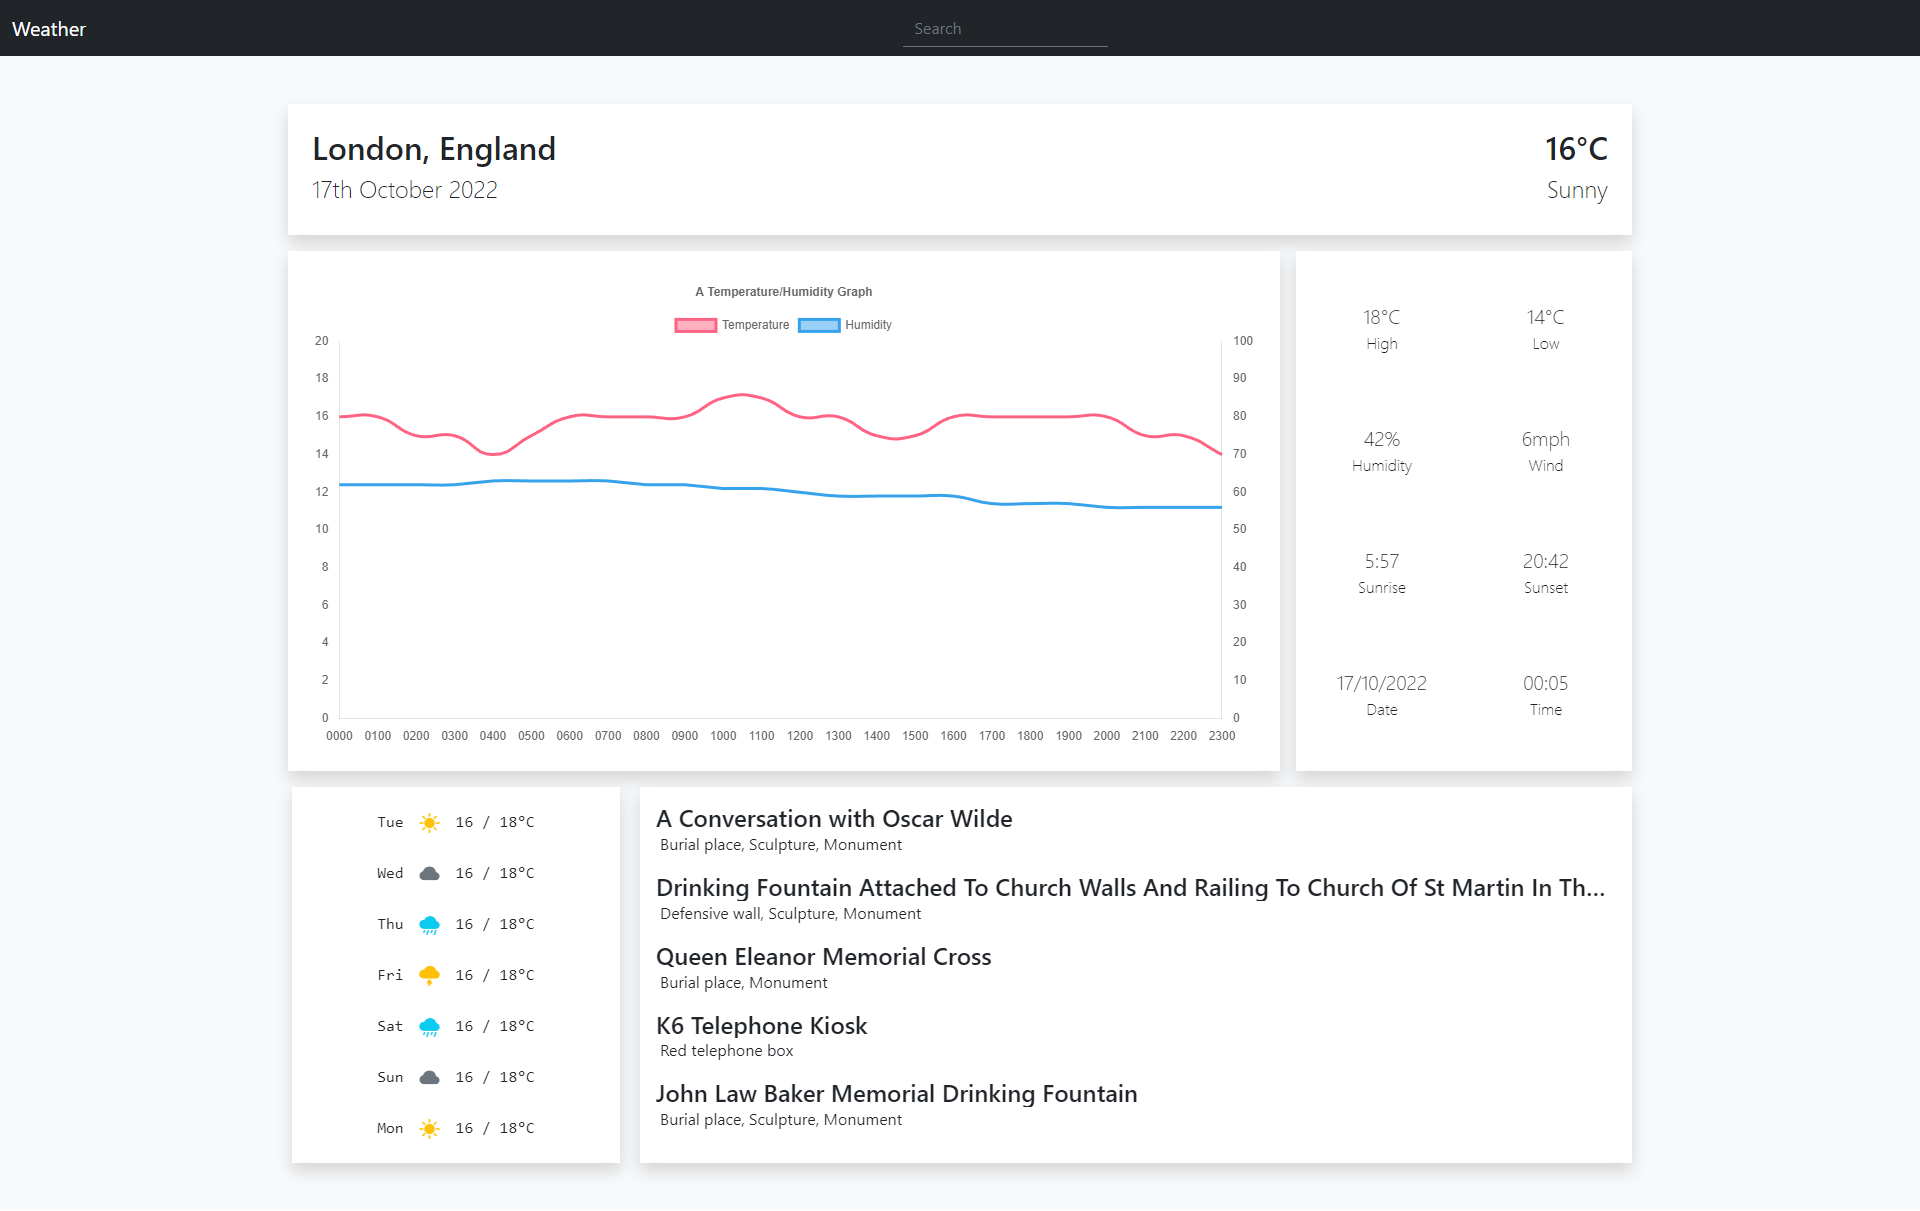 Weather
Search
London, England
16°C
17th October 2022
Sunny
A Temperature/Humidity Graph
Temperature
Humidity
20
18
16
14
12
10
8
6
4
2
0
100
90
80
70
60
50
40
30
20
10
0
0000 0100 0200 0300 0400 0500 0600 0700 0800 0900 1000 1100 1200 1300 1400 1500 1600 1700 1800 1900 2000 2100 2200 2300
18°C
High
14°C
Low
42%
Humidity
6mph
Wind
5:57
Sunrise
20:42
Sunset
17/10/2022
Date
00:05
Time
Tue 16 / 18°C
Wed 16 / 18°C
Thu 16 / 18°C
Fri 16 / 18°C
Sat 16 / 18°C
Sun 16 / 18°C
Mon 16 / 18°C
A Conversation with Oscar Wilde
Burial place, Sculpture, Monument
Drinking Fountain Attached To Church Walls And Railing To Church Of St Martin In Th...
Defensive wall, Sculpture, Monument
Queen Eleanor Memorial Cross
Burial place, Monument
K6 Telephone Kiosk
Red telephone box
John Law Baker Memorial Drinking Fountain
Burial place, Sculpture, Monument